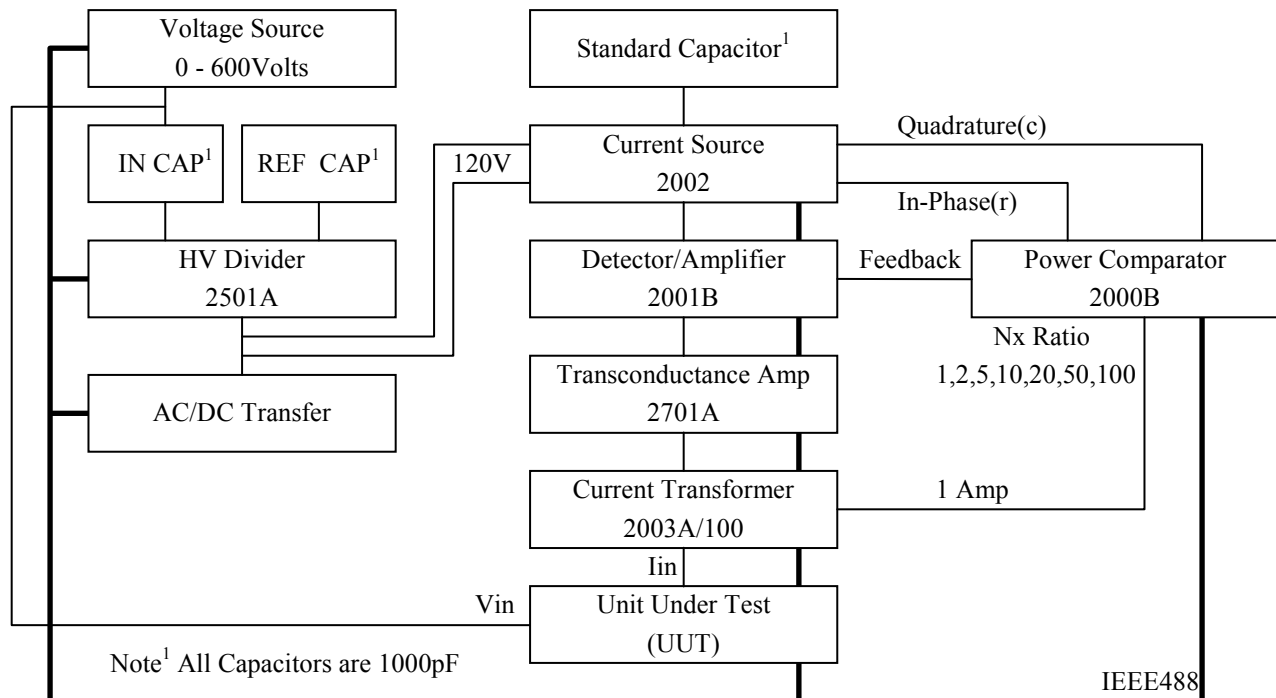 Voltage Source
0 - 600Volts
Standard Capacitor¹
Quadrature(c)
IN CAP¹
REF CAP¹
120V
Current Source
2002
In-Phase(r)
HV Divider
2501A
Detector/Amplifier
2001B
Feedback
Power Comparator
2000B
Nx Ratio
1,2,5,10,20,50,100
AC/DC Transfer
Transconductance Amp
2701A
Current Transformer
2003A/100
1 Amp
Iin
Vin
Unit Under Test
(UUT)
Note¹ All Capacitors are 1000pF
IEEE488